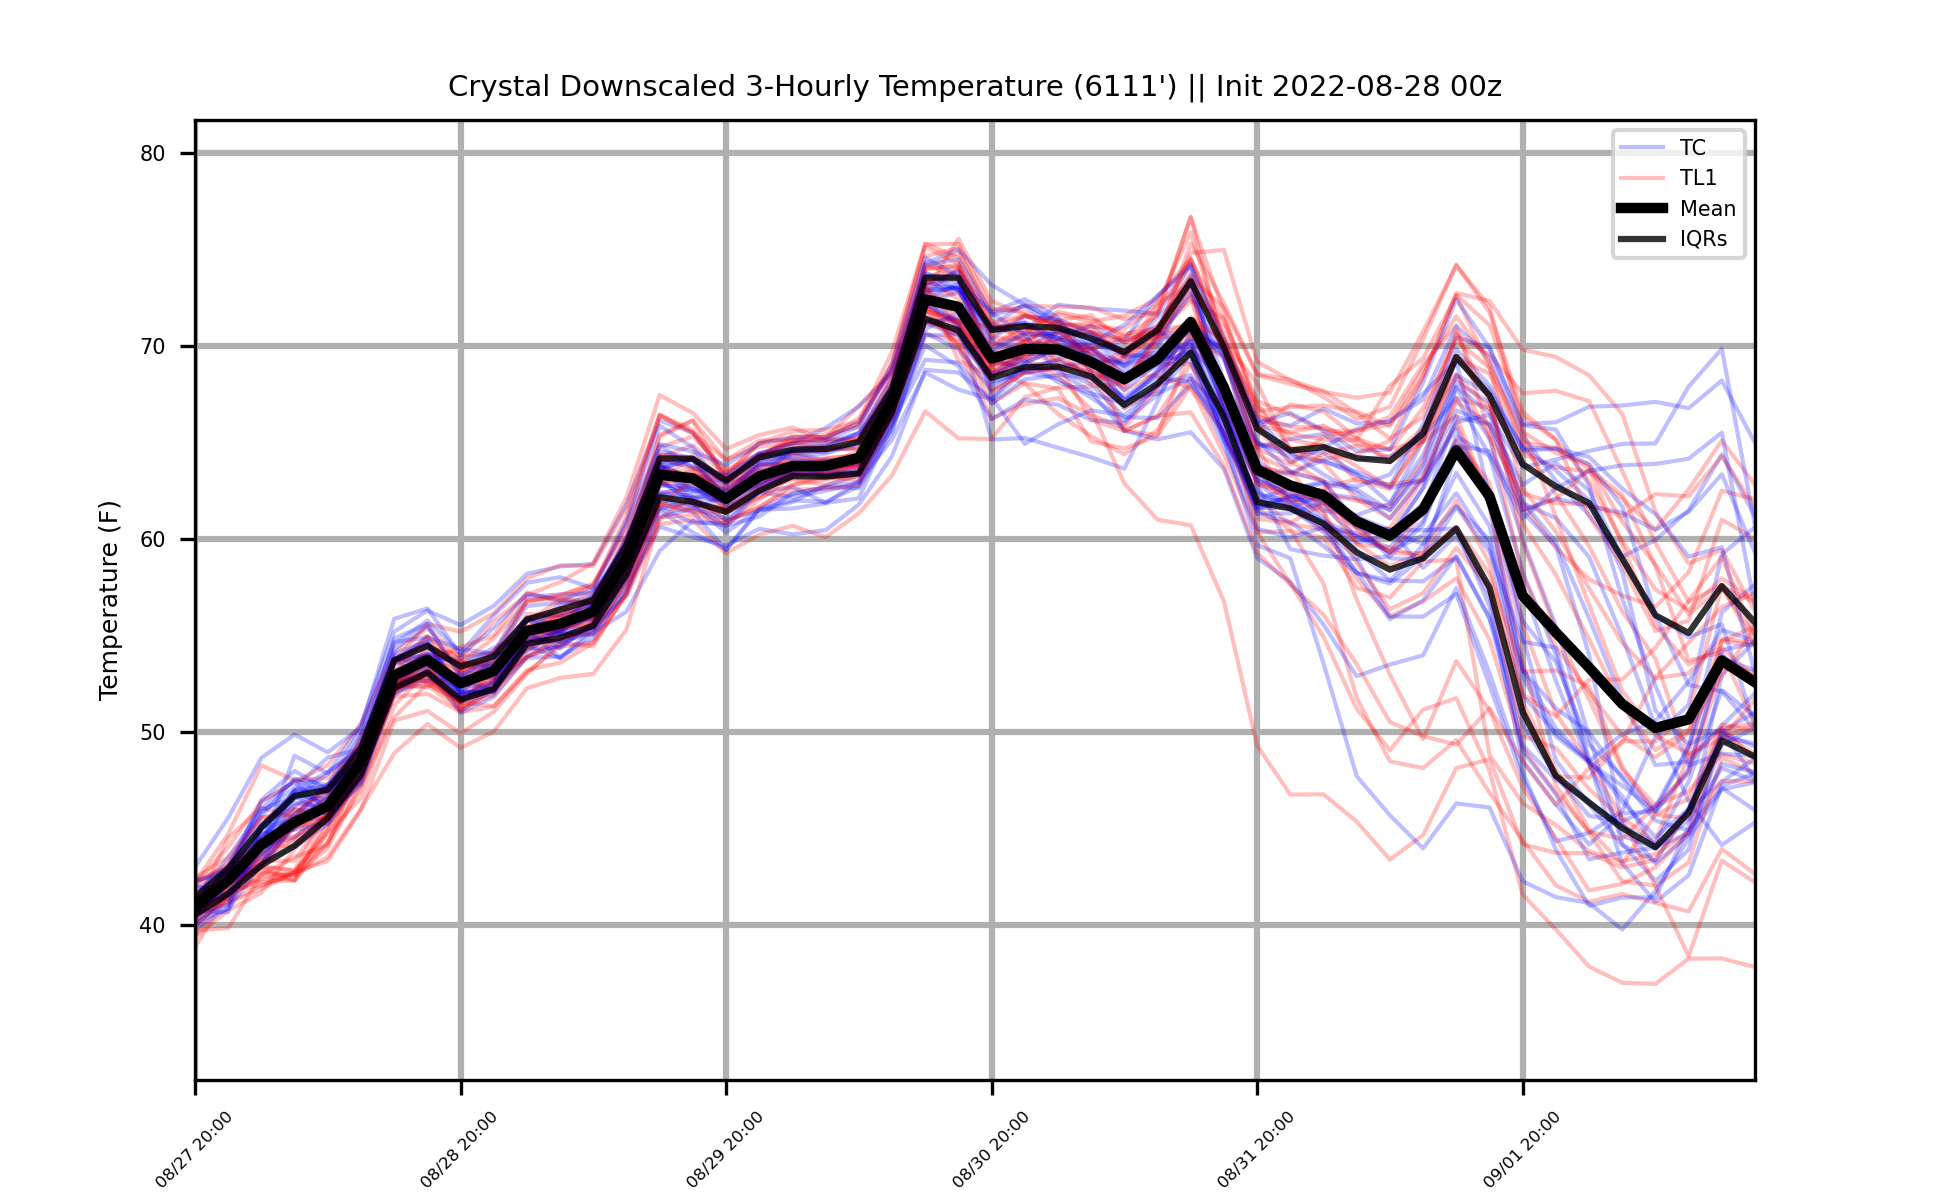 Crystal Downscaled 3-Hourly Temperature (6111') || Init 2022-08-28 00z
TC
TL1
Mean
IQRs
Temperature (F)
80
70
60
50
40
08/27 20:00
08/28 20:00
08/29 20:00
08/30 20:00
08/31 20:00
09/01 20:00